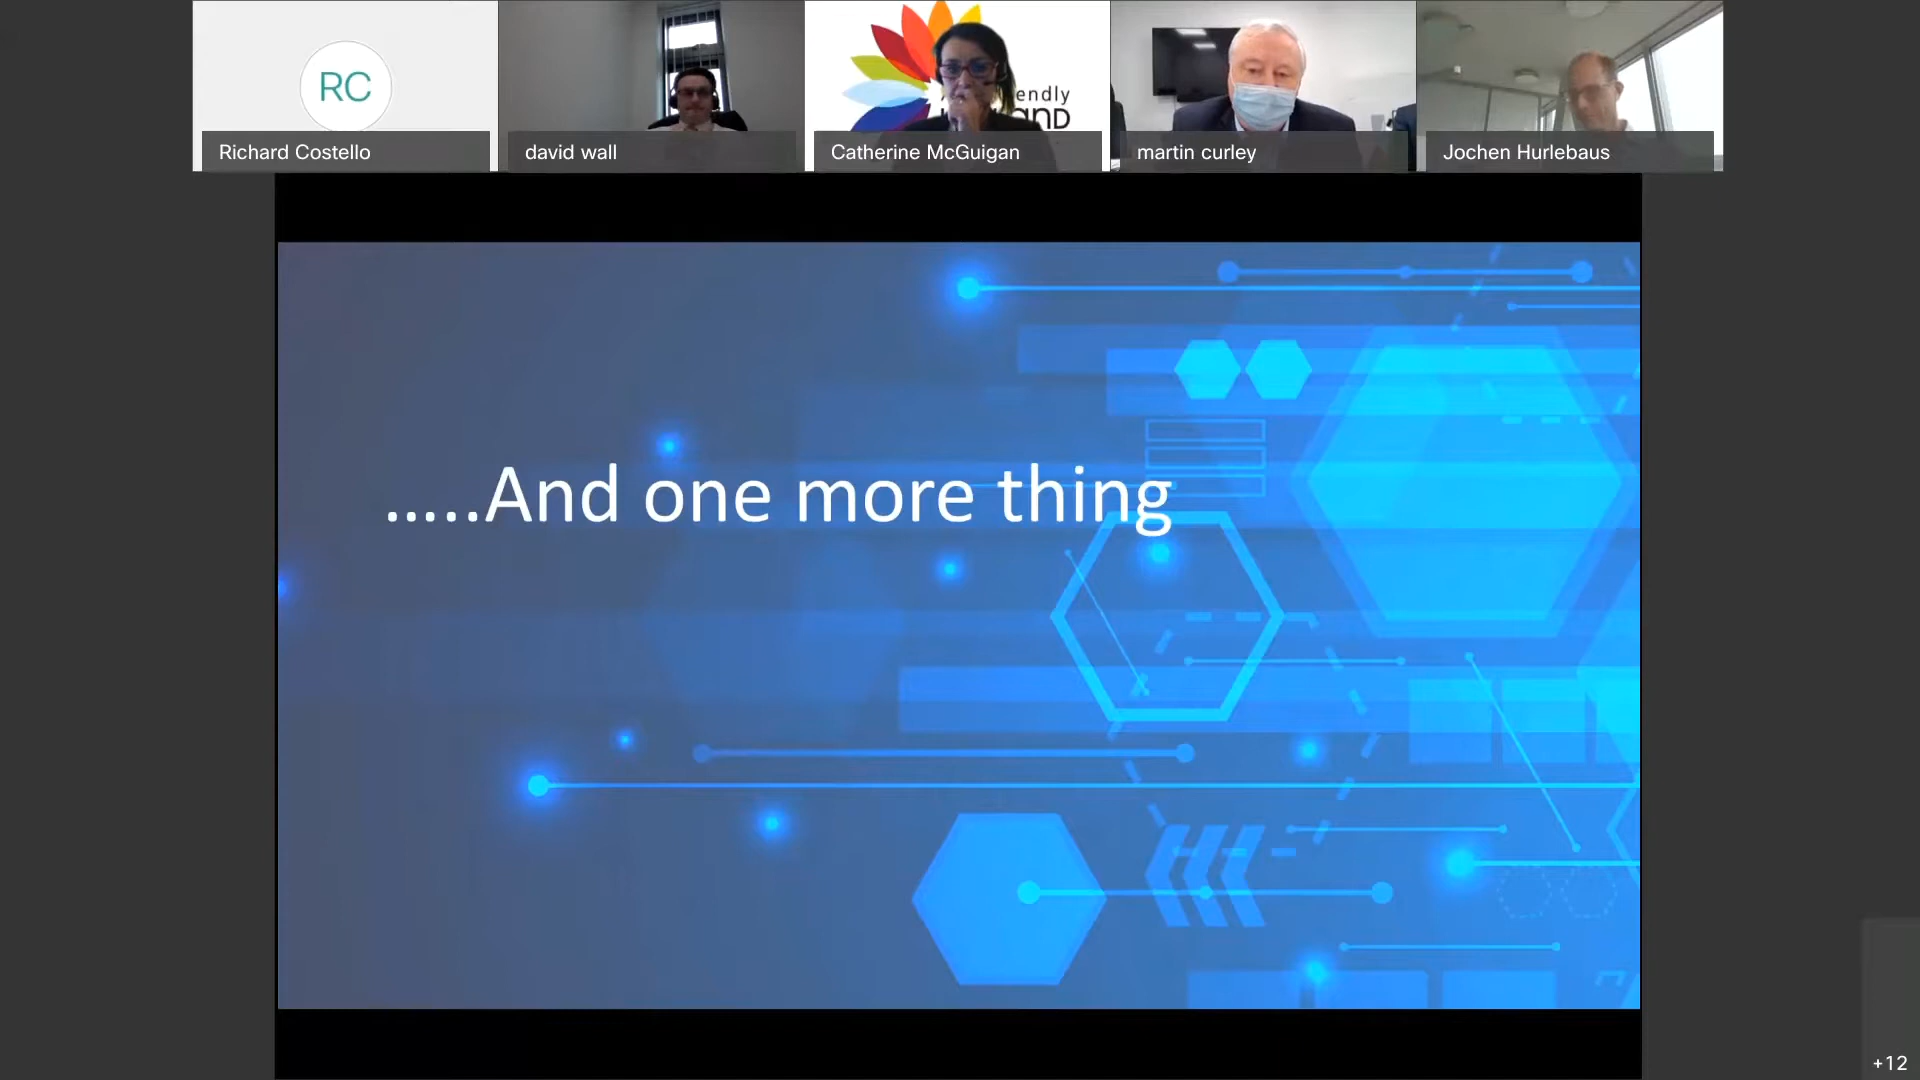 RC
Richard Costello
david wall
Catherine McGuigan
martin curley
Jochen Hurlebaus
endly
.....And one more thing
+12